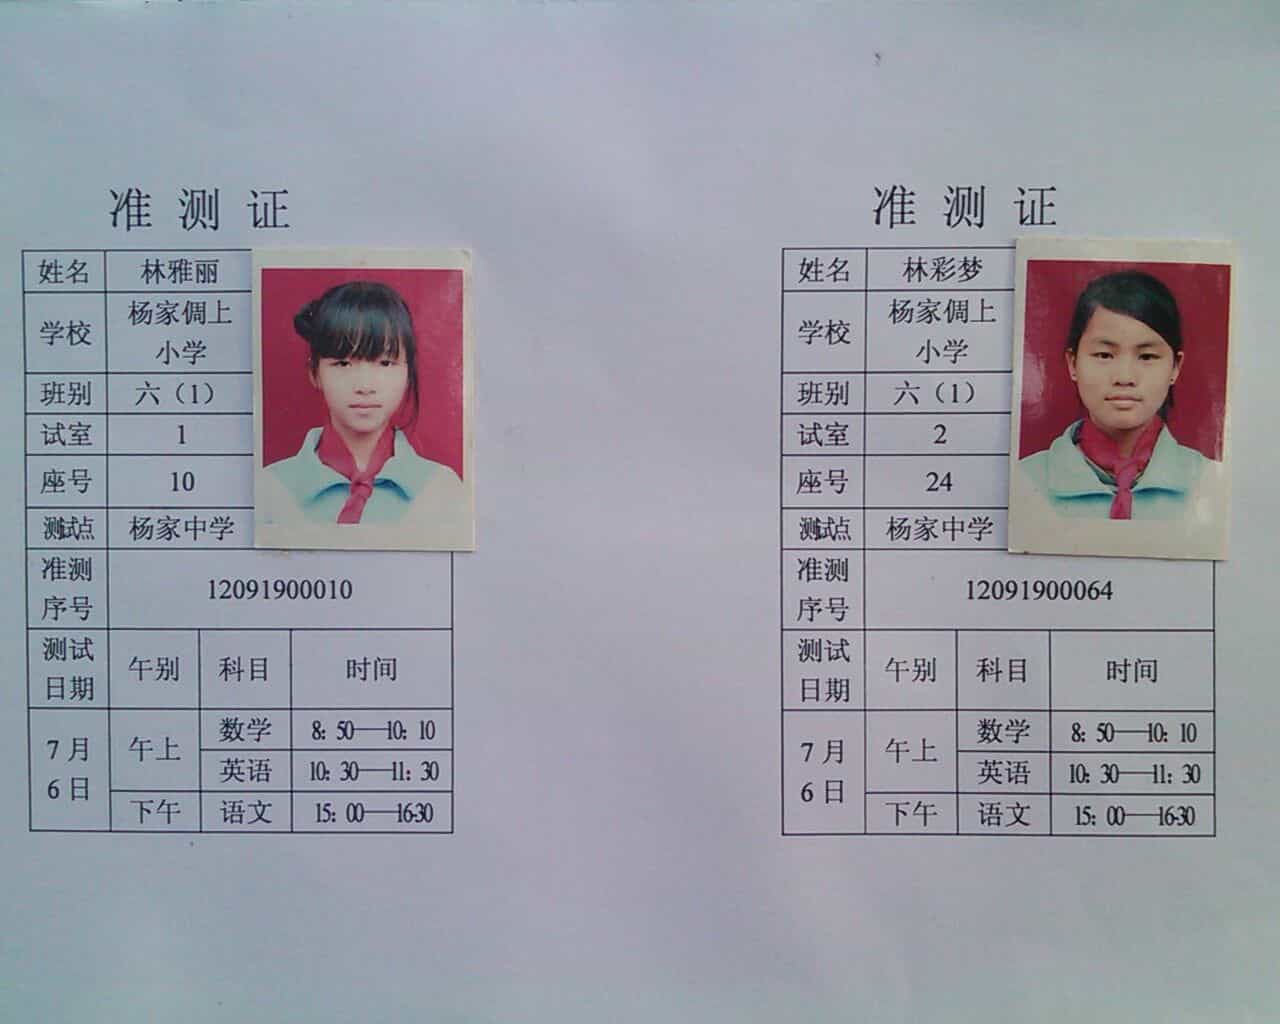 准测证
姓名 林雅丽
学校 杨家倜上
小学
班别 六（1）
试室 1
座号 10
测试点 杨家中学
准测
序号
12091900010
测试
日期
午别 科目 时间
7月
6日
午上 数学 8：50—10：10
英语 10：30—11：30
下午 语文 15：00—16-30
准测证
姓名 林彩梦
学校 杨家倜上
小学
班别 六（1）
试室 2
座号 24
测试点 杨家中学
准测
序号
12091900064
测试
日期
午别 科目 时间
7月
6日
午上 数学 8：50—10：10
英语 10：30—11：30
下午 语文 15：00—16-30